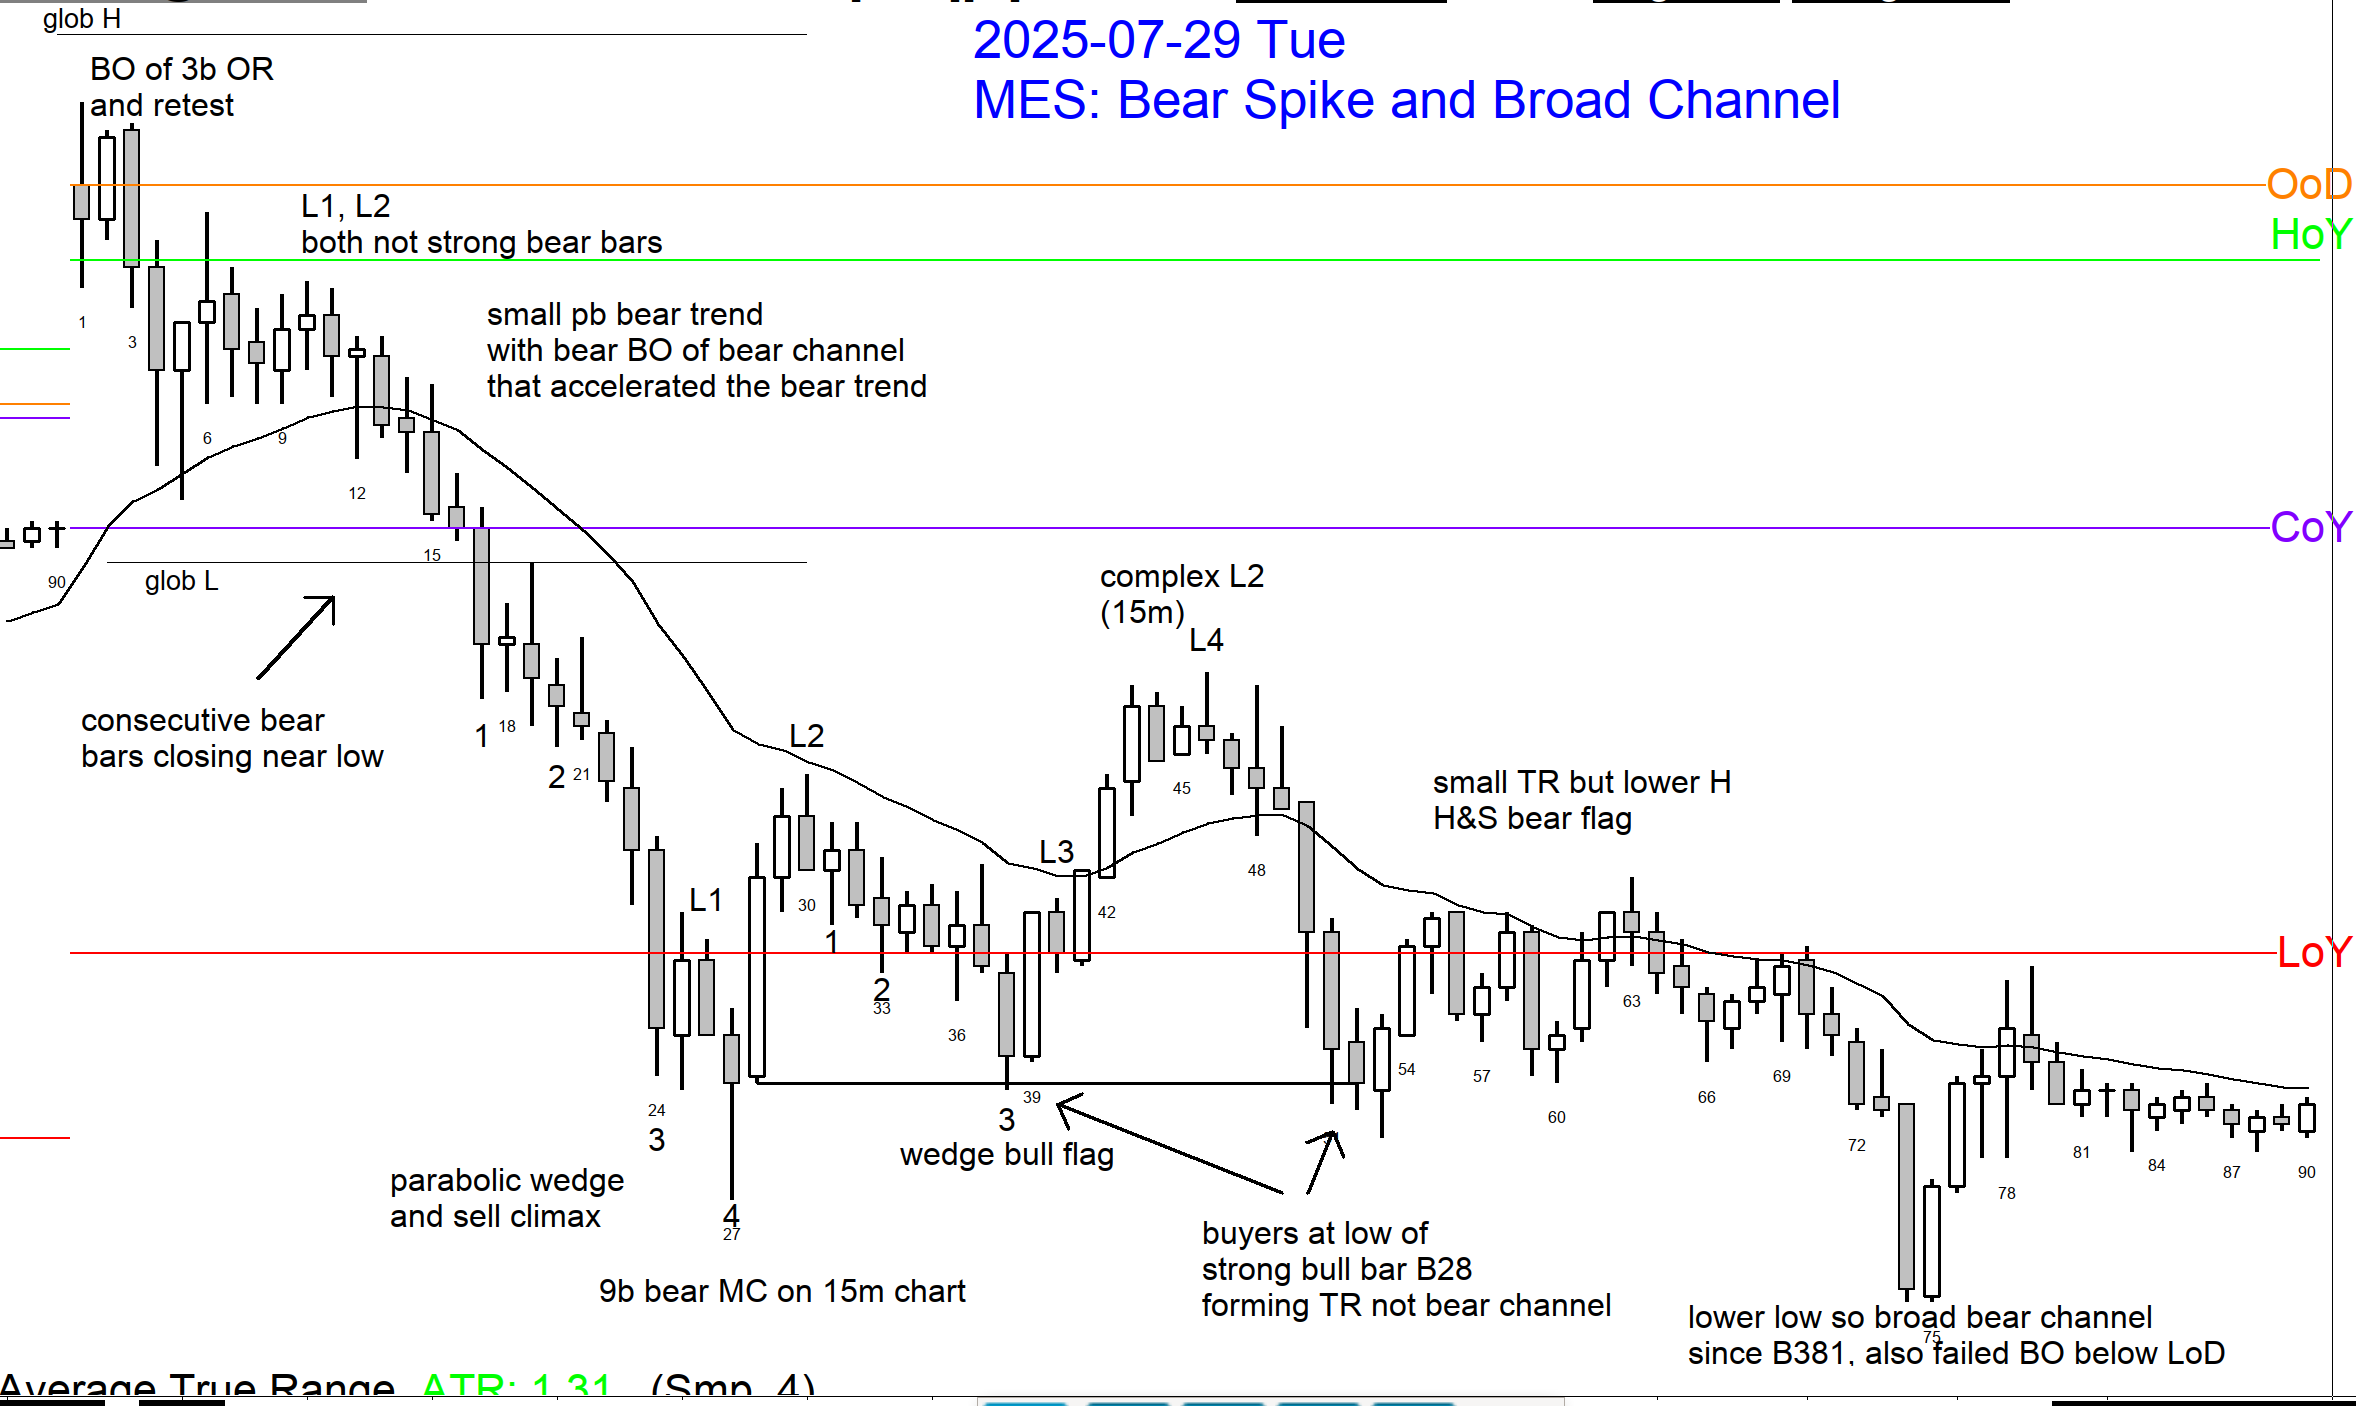 glob H
2025-07-29 Tue
MES: Bear Spike and Broad Channel
BO of 3b OR
and retest
OoD
L1, L2
both not strong bear bars
HoY
1
3
small pb bear trend
with bear BO of bear channel
that accelerated the bear trend
6
9
12
CoY
15
90
glob L
complex L2
(15m)
L4
consecutive bear
bars closing near low
1
18
2
21
L2
45
small TR but lower H
H&S bear flag
L3
48
L1
30
42
1
LoY
2
33
63
36
54
57
66
69
39
24
3
3
60
72
81
84
87
90
wedge bull flag
parabolic wedge
and sell climax
78
4
27
buyers at low of
strong bull bar B28
forming TR not bear channel
9b bear MC on 15m chart
lower low so broad bear channel
75
since B381, also failed BO below LoD
Average True Range ATR: 1.31 (Smp, 4)